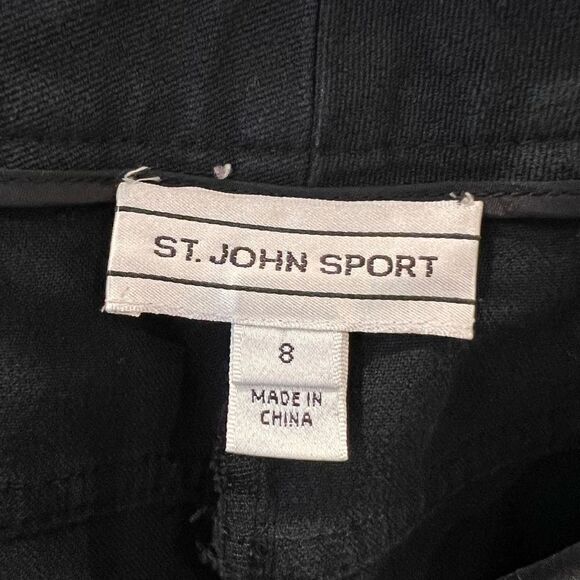 ST. JOHN SPORT
8
MADE IN
CHINA